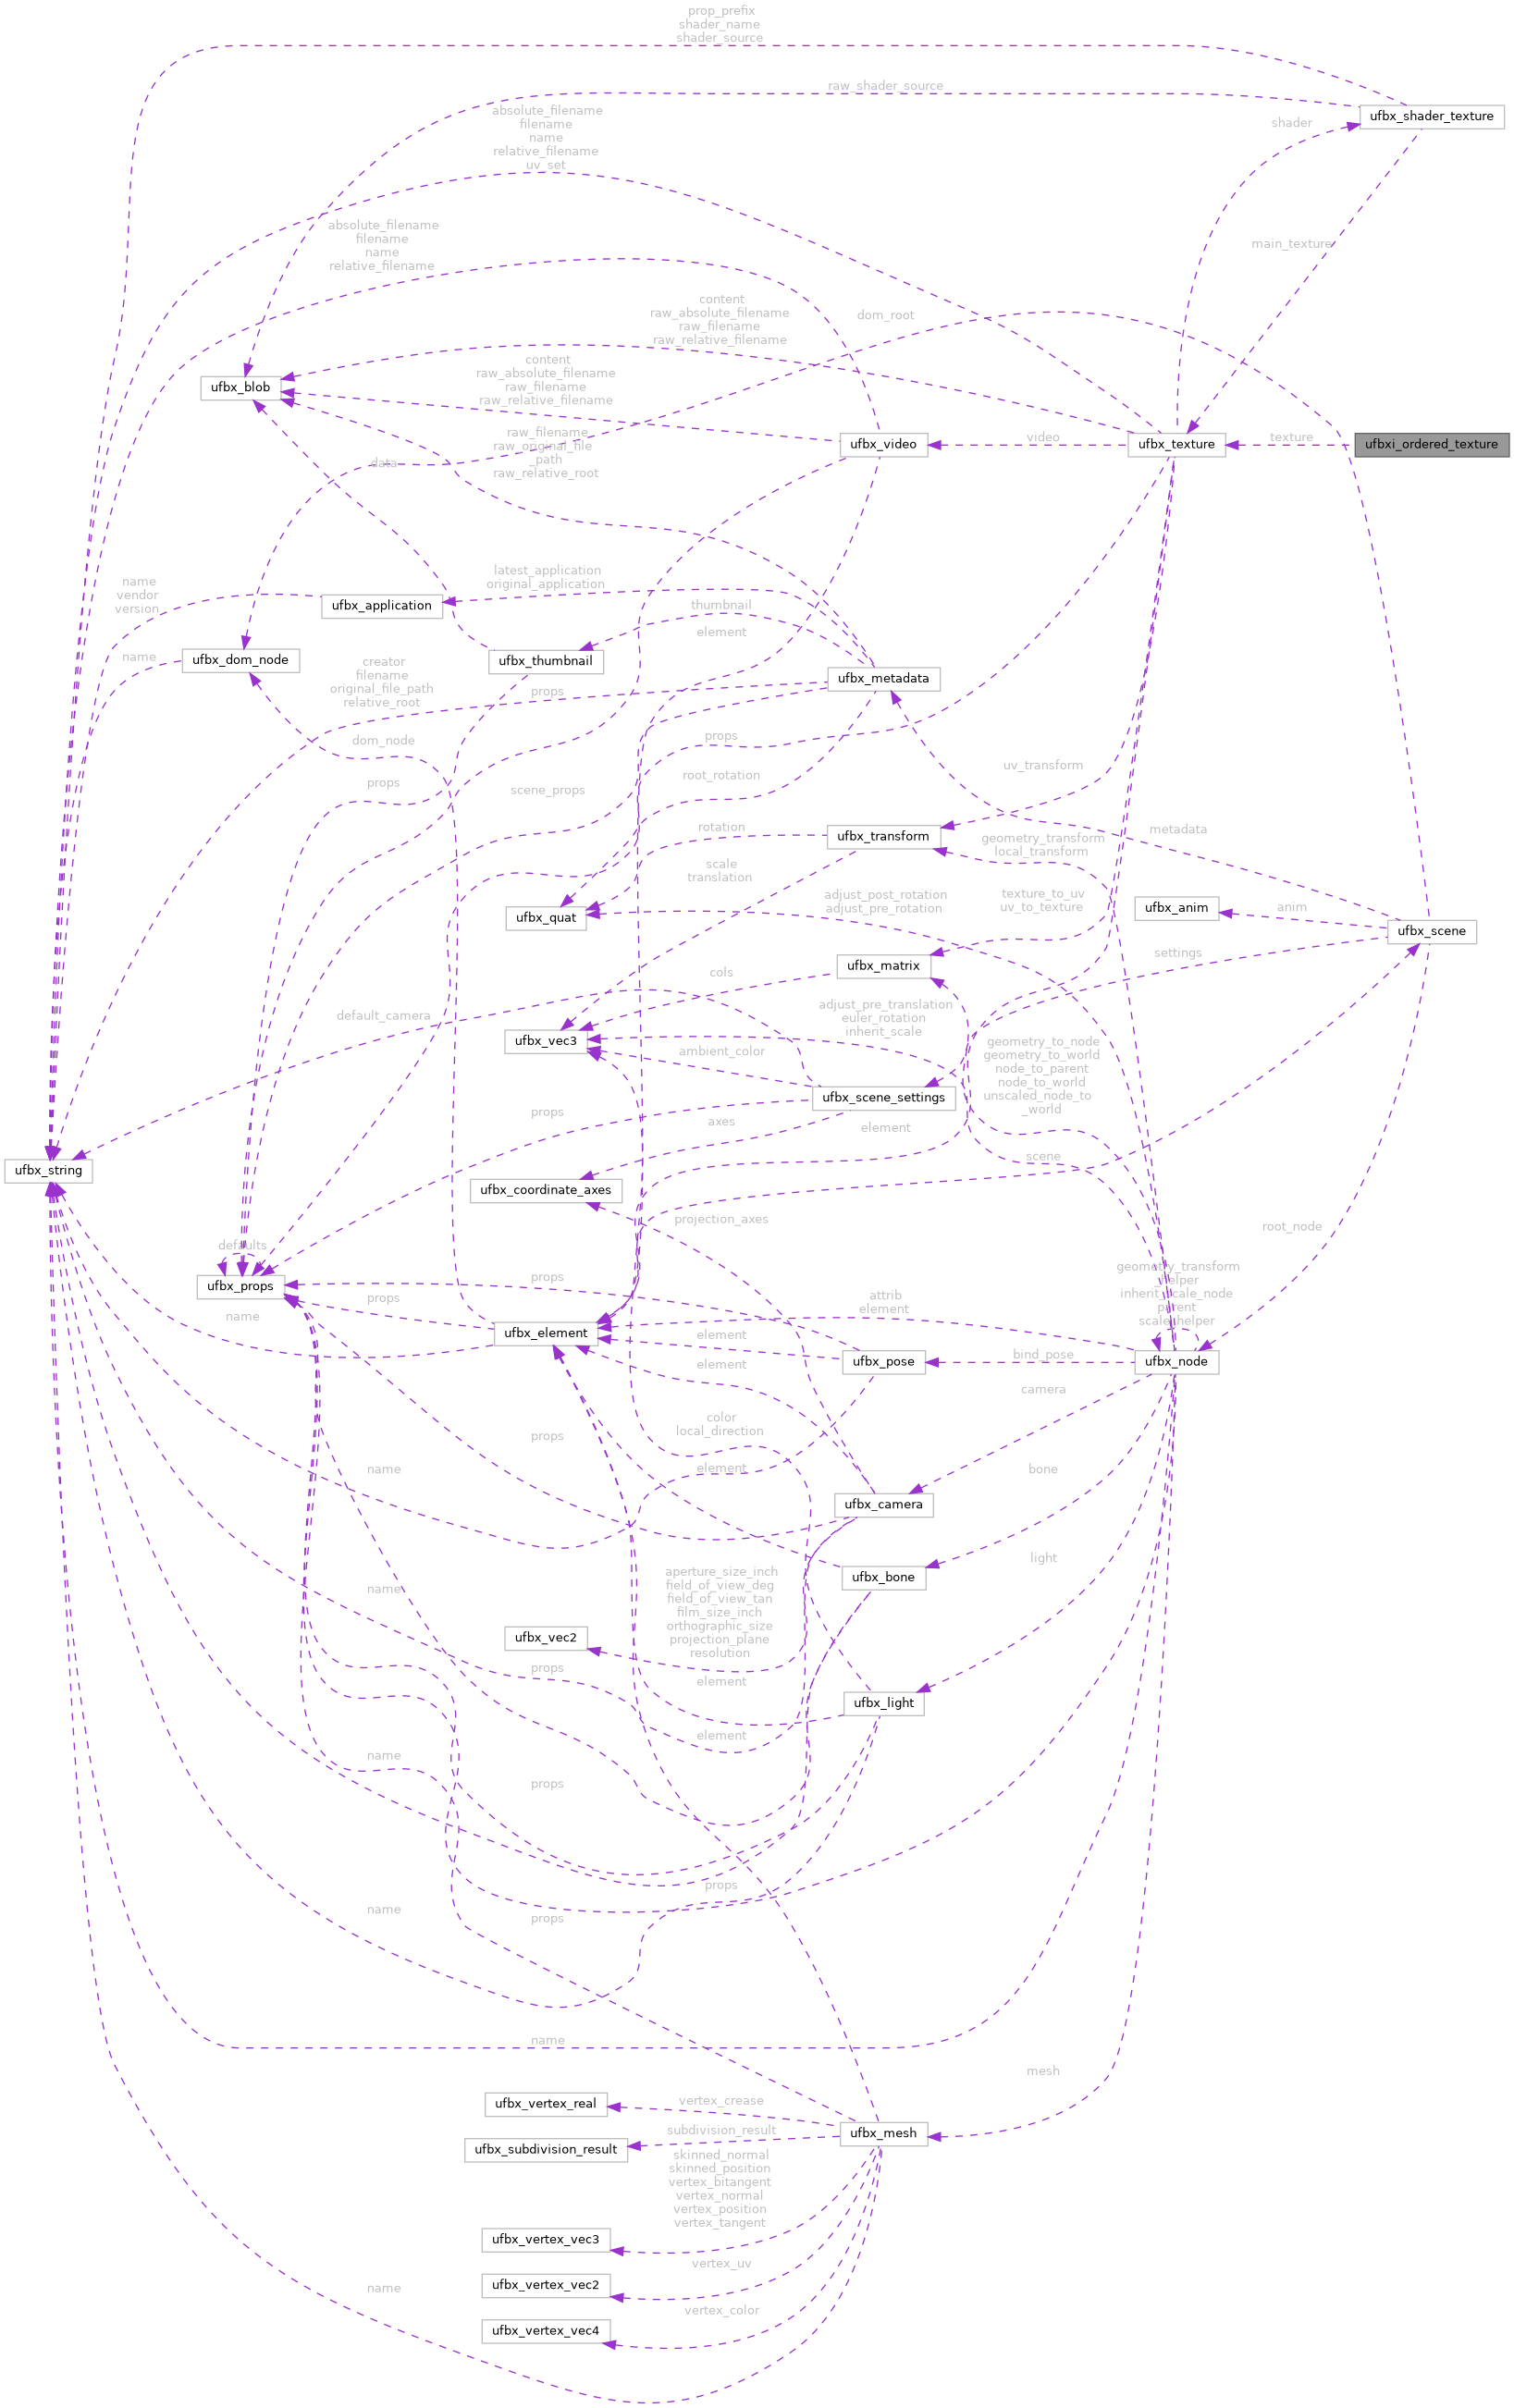 prop_prefix
shader_name
shader_source
raw_shader_source
absolute_filename
filename
name
relative_filename
uv_set
ufbx_shader_texture
shader
absolute_filename
filename
name
relative_filename
main_texture
content
raw_absolute_filename
raw_filename
raw_relative_filename
dom_root
content
raw_absolute_filename
raw_filename
raw_relative_filename
ufbx_blob
raw_filename
raw_original_file
_path
raw_relative_root
data
ufbx_video
video
ufbx_texture
texture
ufbxi_ordered_texture
latest_application
original_application
name
vendor
version
ufbx_application
thumbnail
element
name
ufbx_dom_node
ufbx_thumbnail
creator
filename
original_file_path
relative_root
props
ufbx_metadata
dom_node
props
props
scene_props
root_rotation
uv_transform
rotation
ufbx_transform
metadata
geometry_transform
local_transform
scale
translation
adjust_post_rotation
adjust_pre_rotation
texture_to_uv
uv_to_texture
ufbx_quat
ufbx_anim
anim
ufbx_scene
settings
cols
ufbx_matrix
default_camera
adjust_pre_translation
euler_rotation
inherit_scale
ufbx_vec3
ambient_color
geometry_to_node
geometry_to_world
node_to_parent
node_to_world
unscaled_node_to
_world
props
axes
ufbx_scene_settings
element
scene
ufbx_string
ufbx_coordinate_axes
projection_axes
root_node
defaults
ufbx_props
props
props
name
ufbx_element
attrib
element
geometry_transform
_helper
inherit_scale_node
parent
scale_helper
element
ufbx_pose
bind_pose
ufbx_node
element
camera
color
local_direction
props
name
element
bone
ufbx_camera
name
aperture_size_inch
field_of_view_deg
field_of_view_tan
film_size_inch
orthographic_size
projection_plane
resolution
ufbx_bone
light
ufbx_vec2
props
element
ufbx_light
element
name
props
name
props
props
name
mesh
ufbx_vertex_real
vertex_crease
ufbx_subdivision_result
subdivision_result
ufbx_mesh
skinned_normal
skinned_position
vertex_bitangent
vertex_normal
vertex_position
vertex_tangent
ufbx_vertex_vec3
vertex_uv
ufbx_vertex_vec2
name
vertex_color
ufbx_vertex_vec4